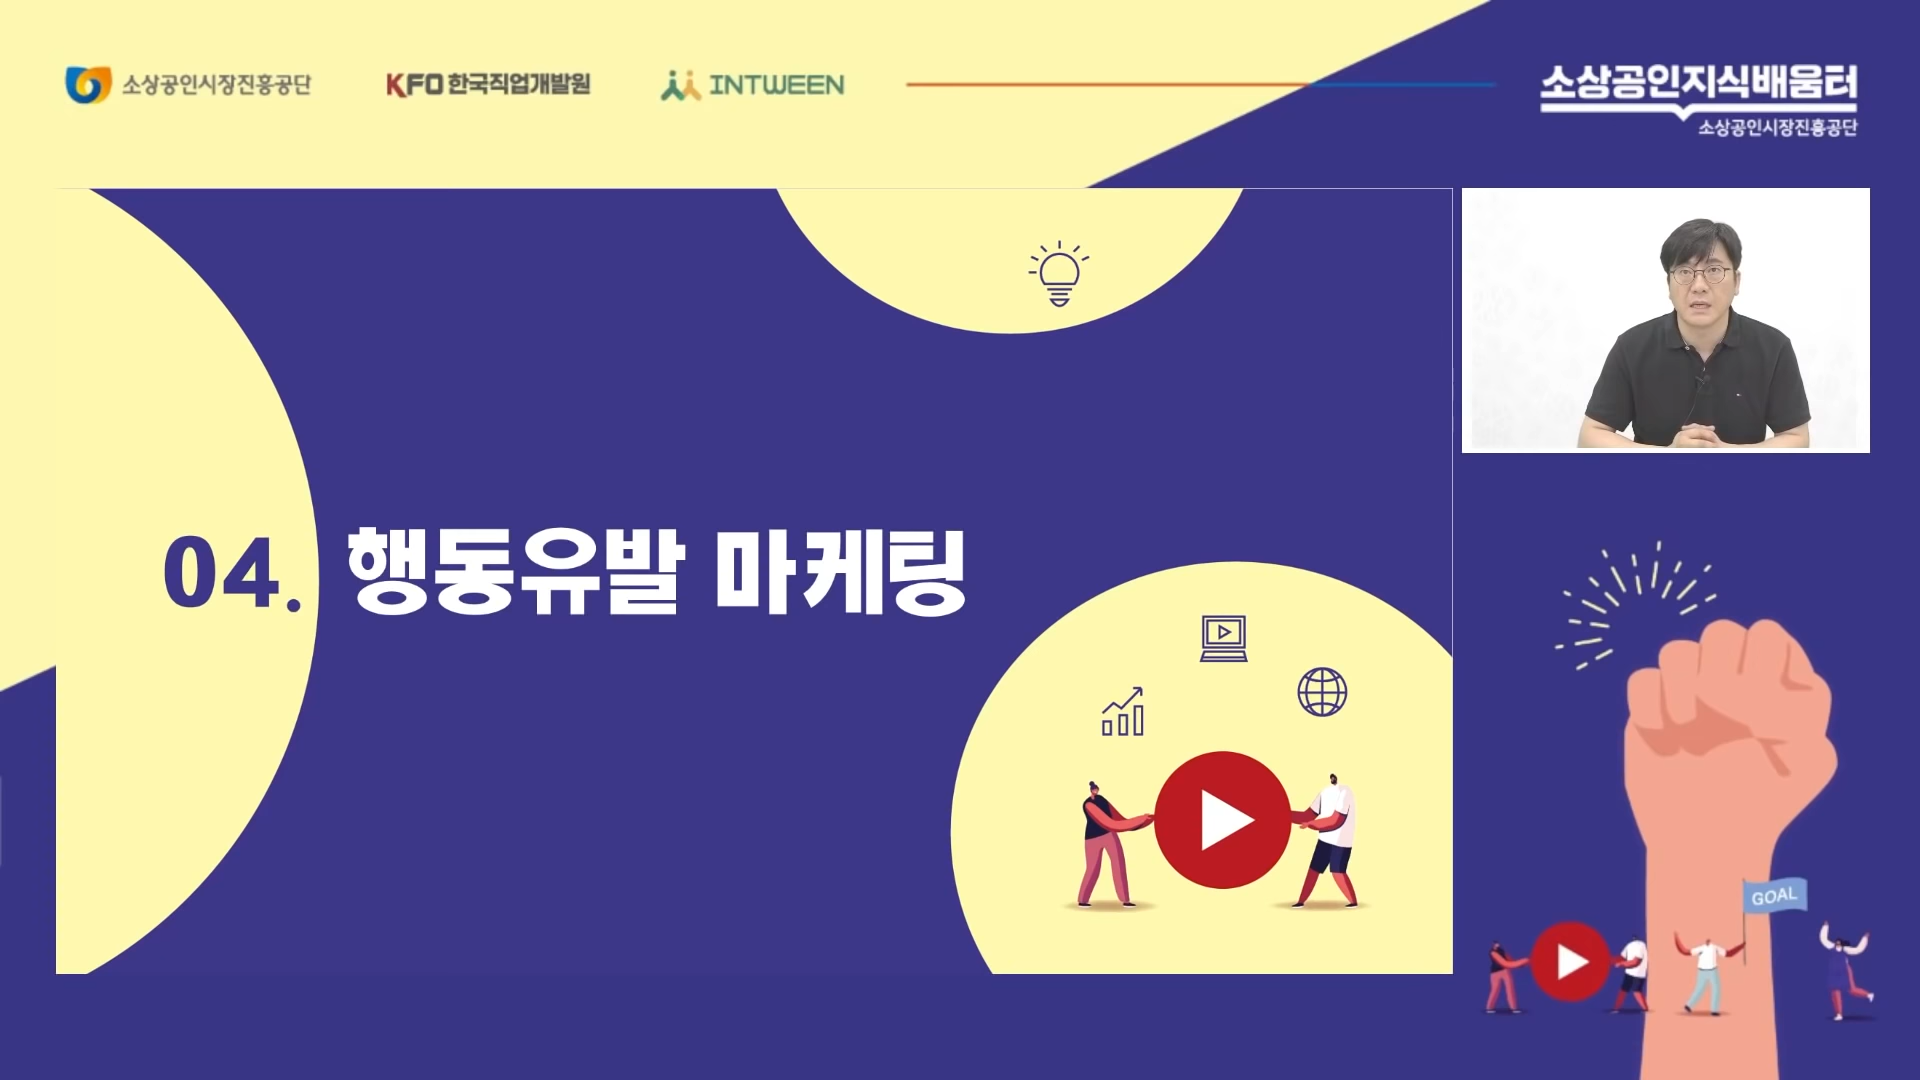 소상공인시장진흥공단
KFO 한국직업개발원
INTWEEN
소상공인지식배움터
소상공인시장진흥공단
04. 행동유발 마케팅
GOAL